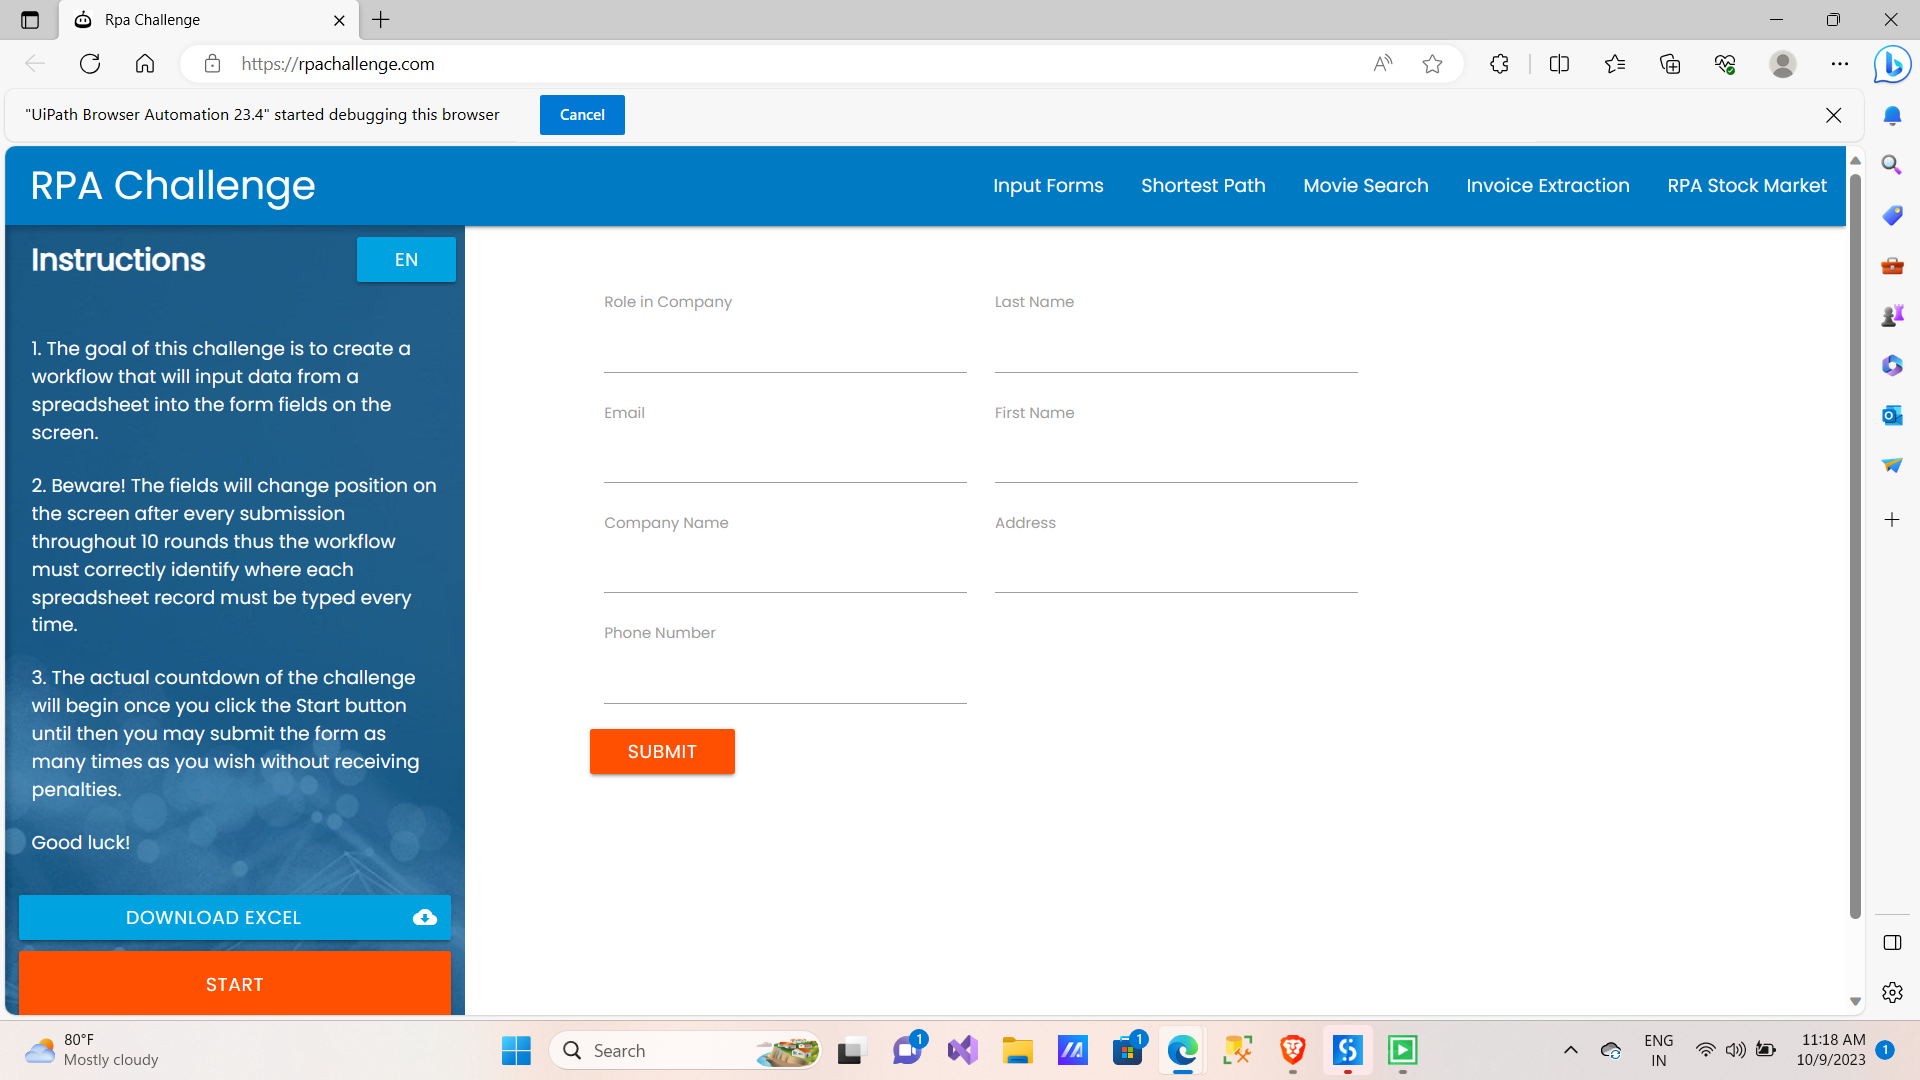 Rpa Challenge
https://rpachallenge.com
"UiPath Browser Automation 23.4" started debugging this browser
Cancel
RPA Challenge
Input Forms
Shortest Path
Movie Search
Invoice Extraction
RPA Stock Market
Instructions
EN
1. The goal of this challenge is to create a
workflow that will input data from a
spreadsheet into the form fields on the
screen.
2. Beware! The fields will change position on
the screen after every submission
throughout 10 rounds thus the workflow
must correctly identify where each
spreadsheet record must be typed every
time.
3. The actual countdown of the challenge
will begin once you click the Start button
until then you may submit the form as
many times as you wish without receiving
penalties.
Good luck!
DOWNLOAD EXCEL
START
Role in Company
Last Name
Email
First Name
Company Name
Address
Phone Number
SUBMIT
80°F
Mostly cloudy
Search
1
1
ENG
IN
11:18 AM
10/9/2023
1